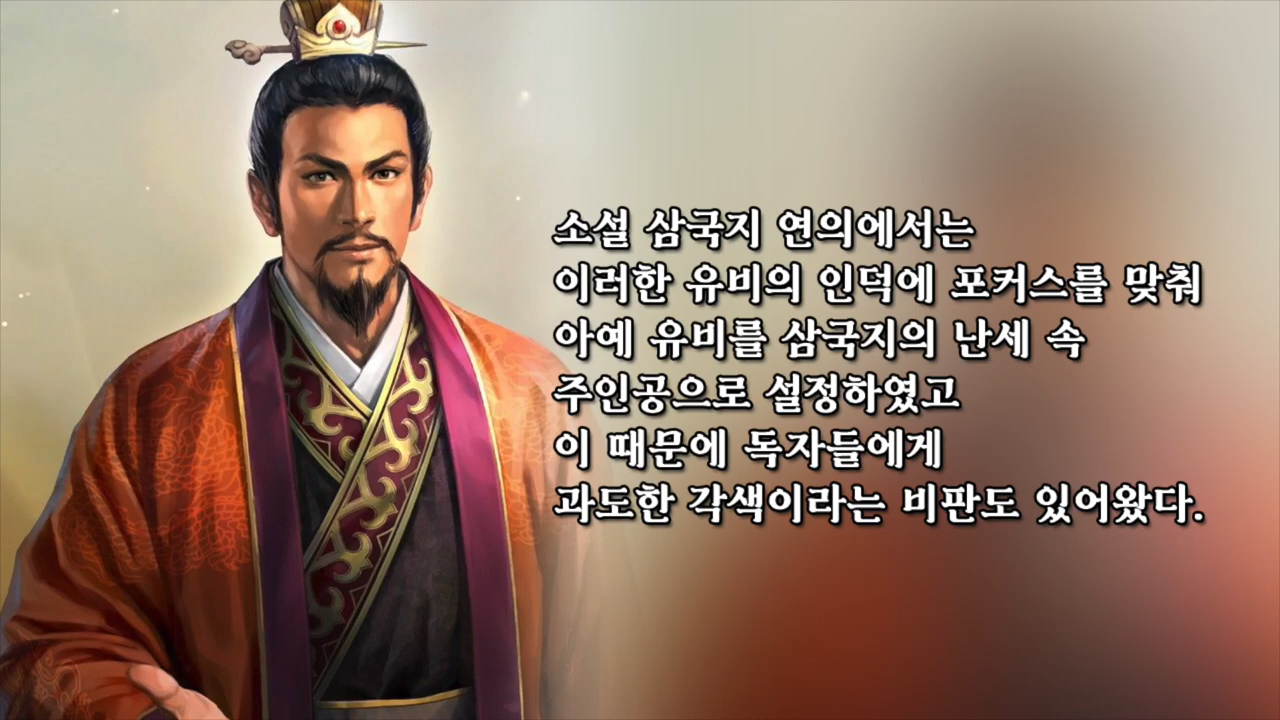 소설 삼국지 연의에서는
이러한 유비의 인덕에 포커스를 맞춰
아예 유비를 삼국지의 난세 속
주인공으로 설정하였고
이 때문에 독자들에게
과도한 각색이라는 비판도 있어왔다.